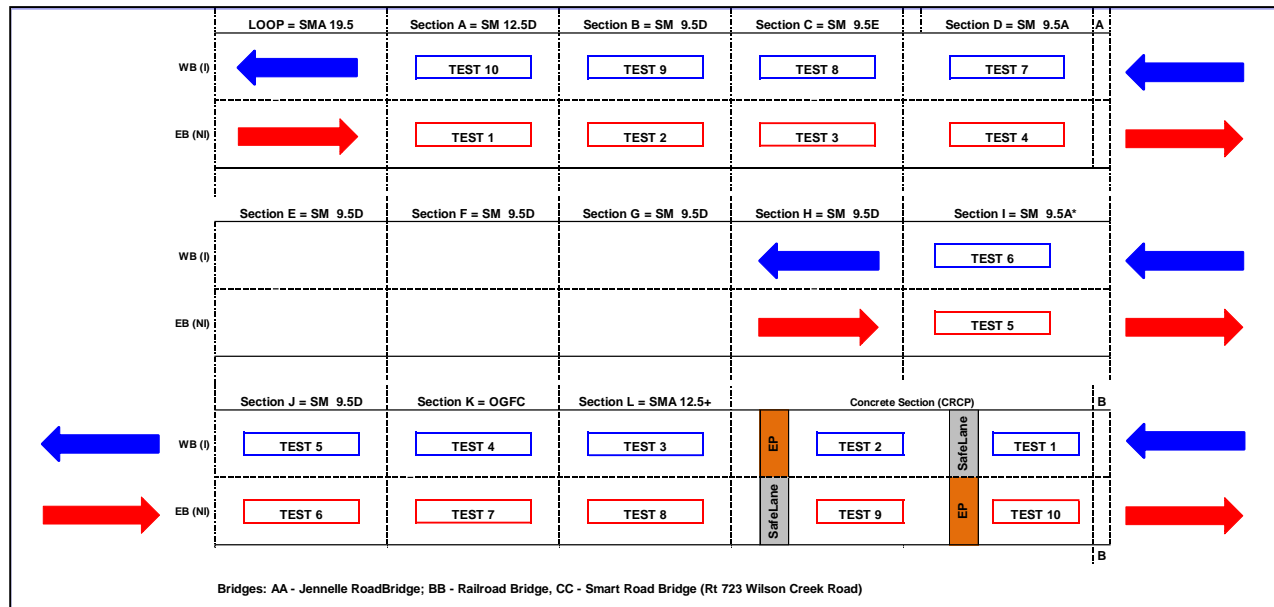 LOOP = SMA 19.5 Section A = SM 12.5D Section B = SM 9.5D Section C = SM 9.5E Section D = SM 9.5A A
WB (I) TEST 10 TEST 9 TEST 8 TEST 7
EB (NI) TEST 1 TEST 2 TEST 3 TEST 4
Section E = SM 9.5D Section F = SM 9.5D Section G = SM 9.5D Section H = SM 9.5D Section I = SM 9.5A*
WB (I) TEST 6
EB (NI) TEST 5
Section J = SM 9.5D Section K = OGFC Section L = SMA 12.5+ Concrete Section (CRCP) B
WB (I) TEST 5 TEST 4 TEST 3 EP TEST 2 SafeLane TEST 1
EB (NI) TEST 6 TEST 7 TEST 8 SafeLane TEST 9 EP TEST 10
B
Bridges: AA - Jennelle RoadBridge; BB - Railroad Bridge, CC - Smart Road Bridge (Rt 723 Wilson Creek Road)